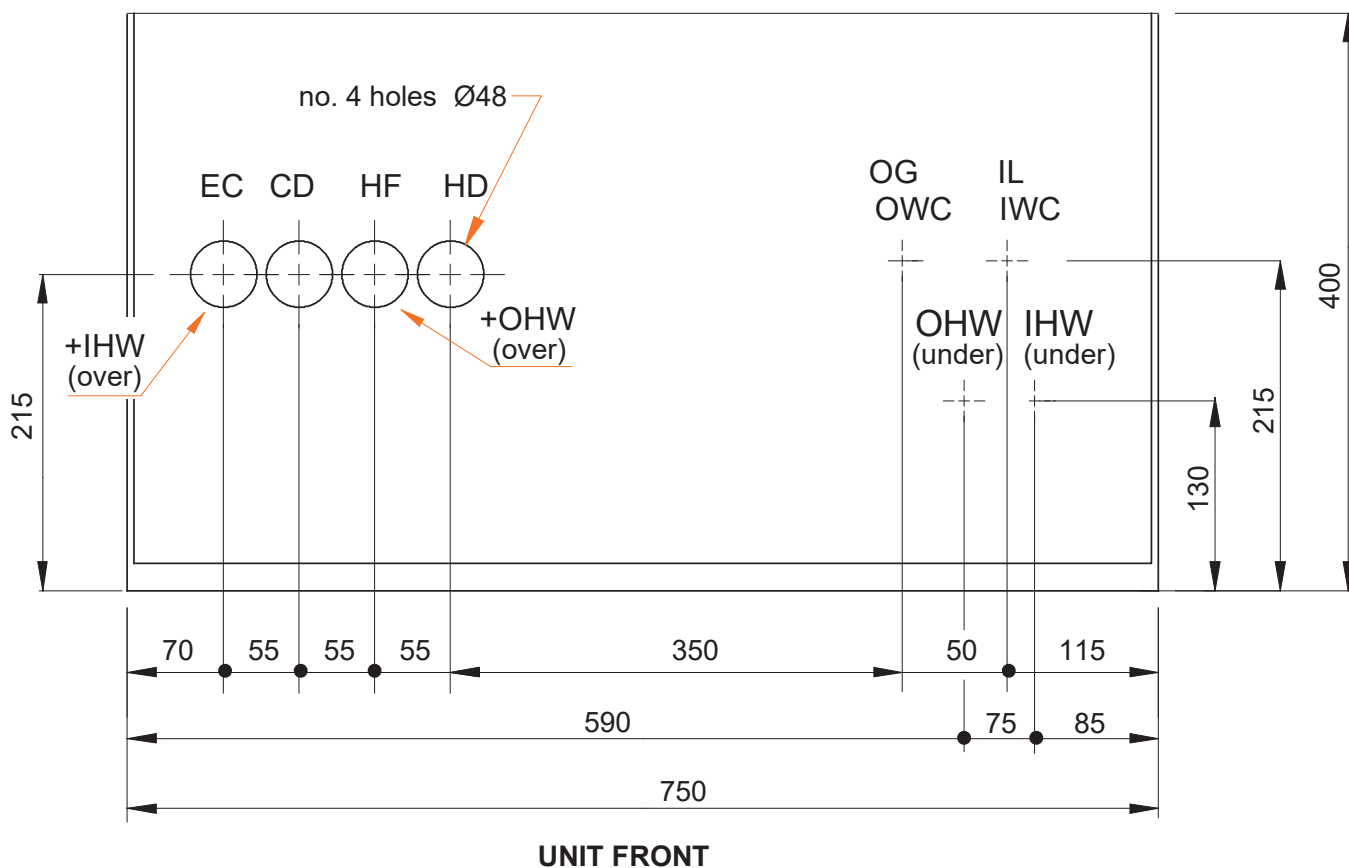 no. 4 holes Ø48
EC CD HF HD
OG IL
OWC IWC
+IHW
(over)
+OHW
(over)
OHW IHW
(under) (under)
215
400
215
130
70 55 55 55 350 50 115
590 75 85
750
UNIT FRONT